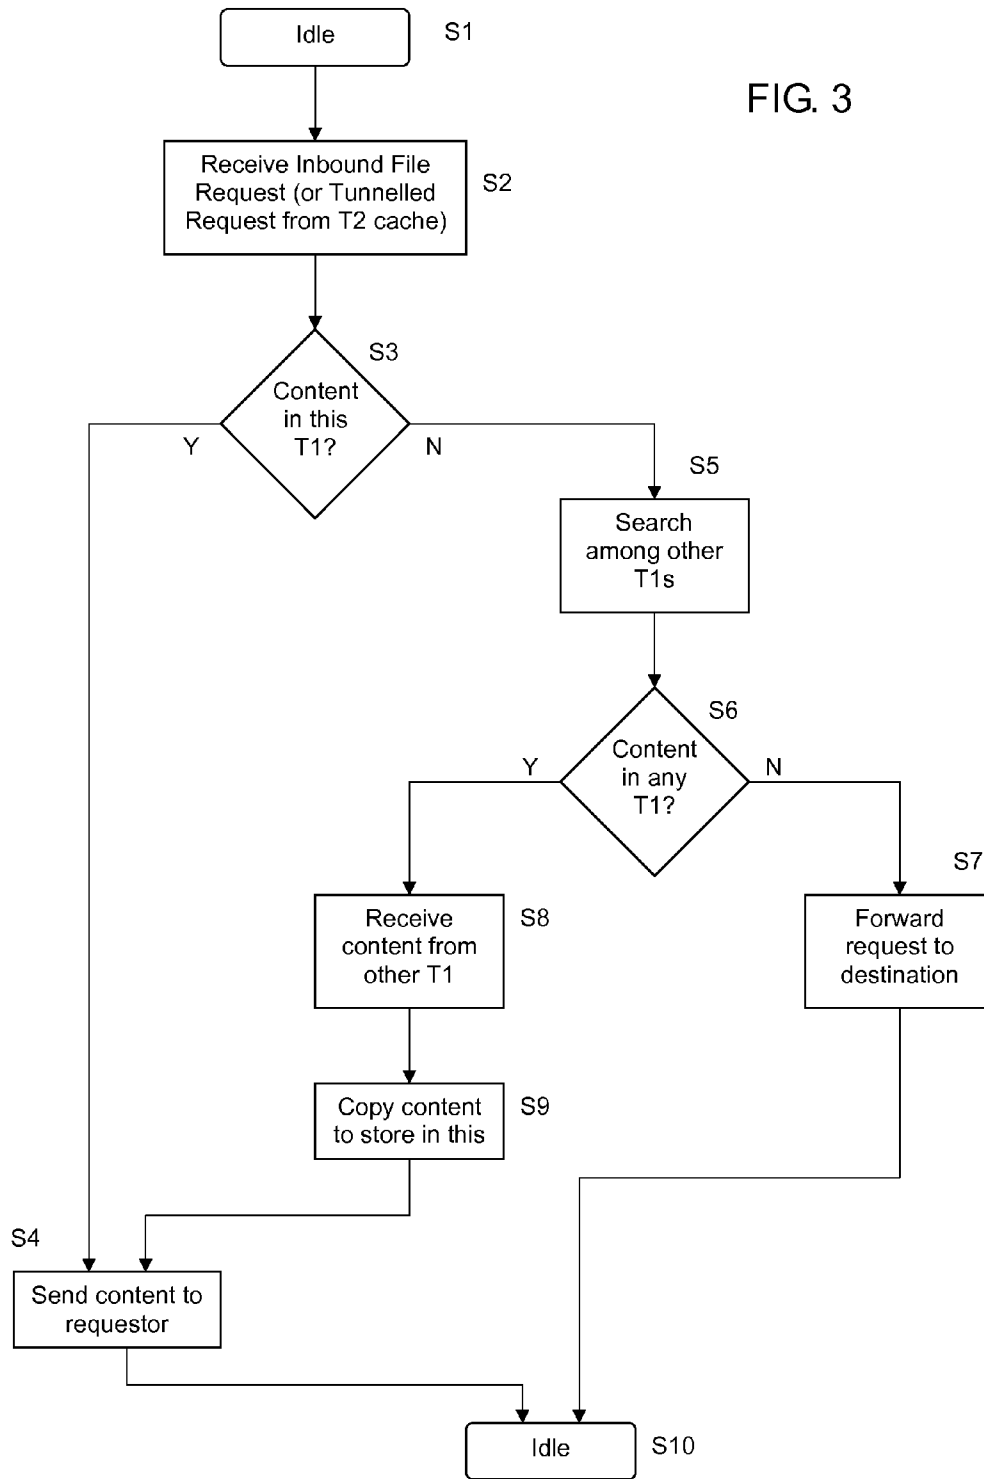 Idle
S1
FIG. 3
Receive Inbound File
Request (or Tunnelled
Request from T2 cache)
S2
S3
Content
in this
T1?
Y
N
S5
Search
among other
T1s
S6
Content
in any
T1?
Y
N
S7
Receive
content from
other T1
S8
Forward
request to
destination
Copy content
to store in this
S9
S4
Send content to
requestor
Idle
S10